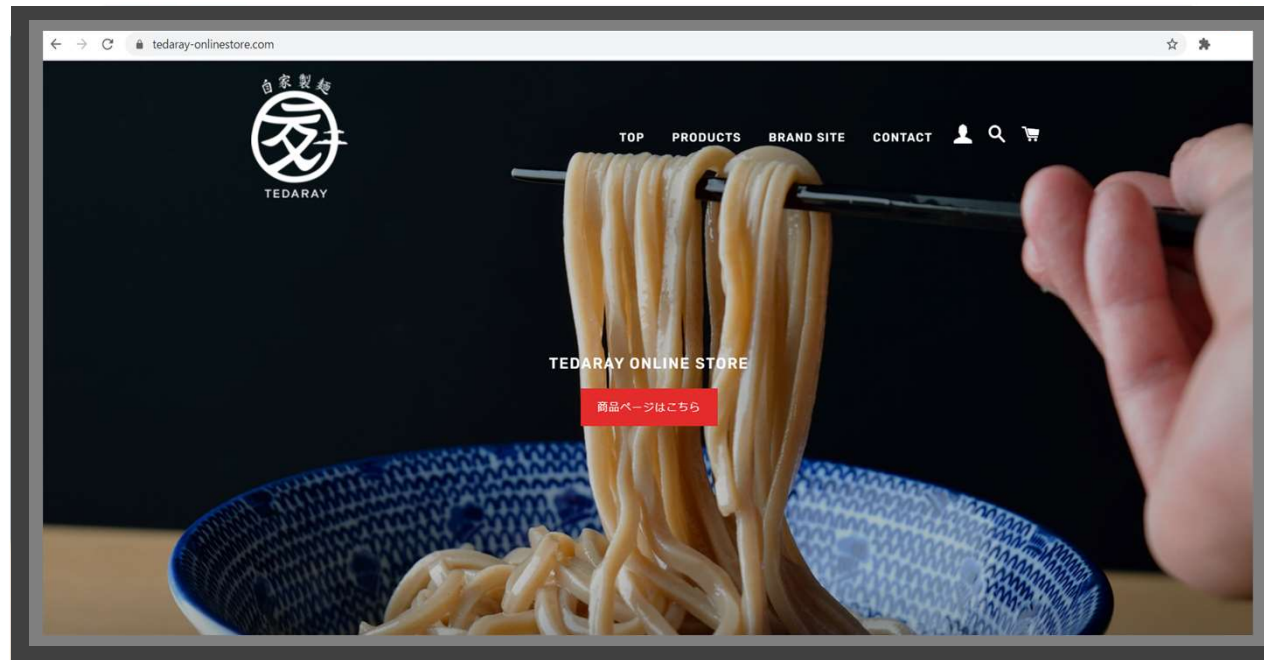 tedaray-onlinestore.com
自家製麺
TEDARAY
TOP PRODUCTS BRAND SITE CONTACT
TEDARAY ONLINE STORE
商品ページはこちら